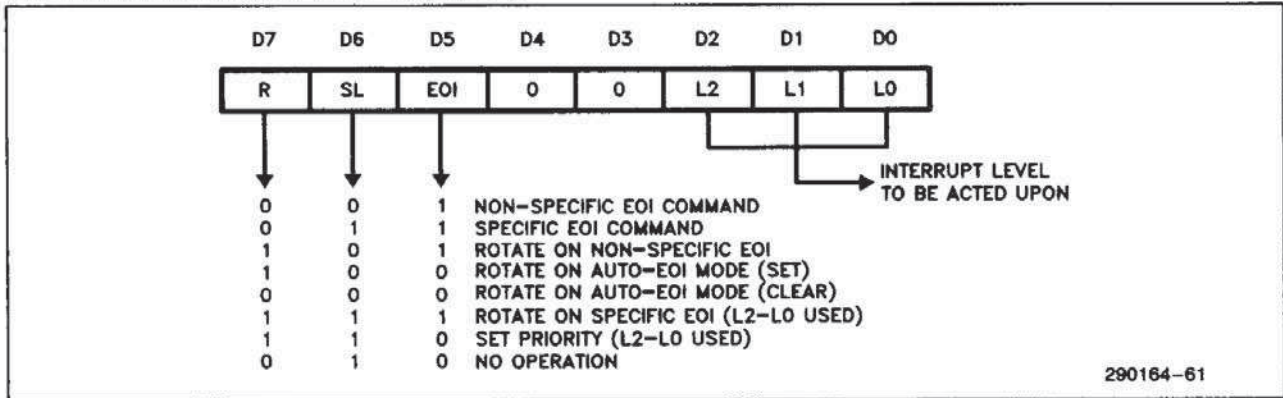 D7 D6 D5 D4 D3 D2 D1 D0
R SL EOI 0 0 L2 L1 L0
INTERRUPT LEVEL
TO BE ACTED UPON
0 0 1 NON-SPECIFIC EOI COMMAND
0 1 1 SPECIFIC EOI COMMAND
1 0 1 ROTATE ON NON-SPECIFIC EOI
1 0 0 ROTATE ON AUTO-EOI MODE (SET)
0 0 0 ROTATE ON AUTO-EOI MODE (CLEAR)
1 1 1 ROTATE ON SPECIFIC EOI (L2-L0 USED)
1 1 0 SET PRIORITY (L2-L0 USED)
0 1 0 NO OPERATION
290164-61